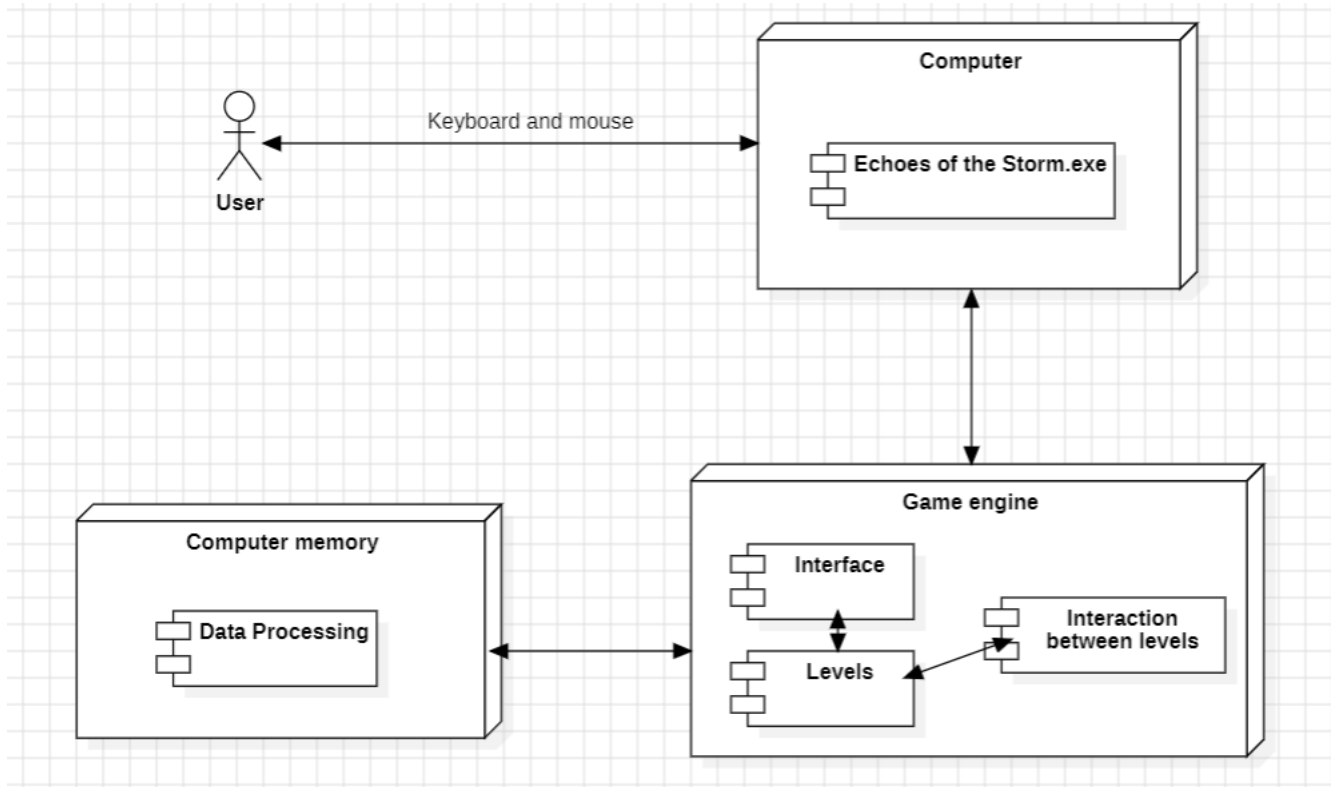 Computer
Keyboard and mouse
Echoes of the Storm.exe
User
Game engine
Computer memory
Interface
Interaction
between levels
Data Processing
Levels